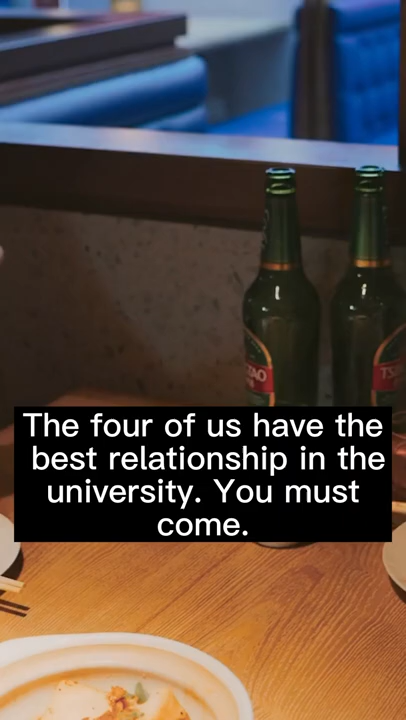 The four of us have the
best relationship in the
university. You must
come.